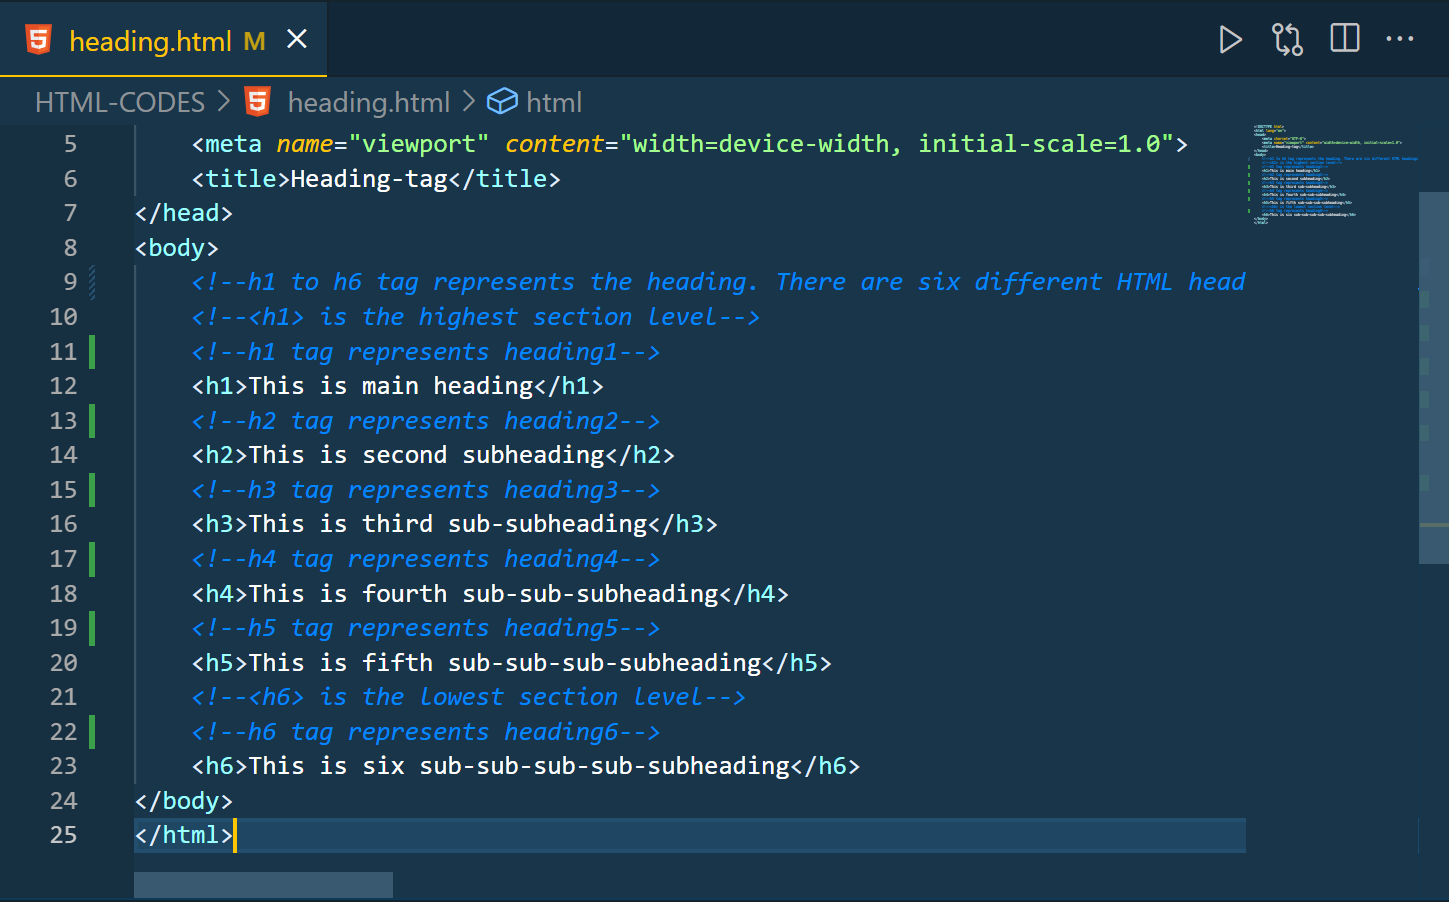 heading.html M
HTML-CODES > heading.html > html
5 <meta name="viewport" content="width=device-width, initial-scale=1.0">
6 <title>Heading-tag</title>
7 </head>
8 <body>
9 <!--h1 to h6 tag represents the heading. There are six different HTML head
10 <!--<h1> is the highest section level-->
11 <!--h1 tag represents heading1-->
12 <h1>This is main heading</h1>
13 <!--h2 tag represents heading2-->
14 <h2>This is second subheading</h2>
15 <!--h3 tag represents heading3-->
16 <h3>This is third sub-subheading</h3>
17 <!--h4 tag represents heading4-->
18 <h4>This is fourth sub-sub-subheading</h4>
19 <!--h5 tag represents heading5-->
20 <h5>This is fifth sub-sub-sub-subheading</h5>
21 <!--<h6> is the lowest section level-->
22 <!--h6 tag represents heading6-->
23 <h6>This is six sub-sub-sub-sub-subheading</h6>
24 </body>
25 </html>